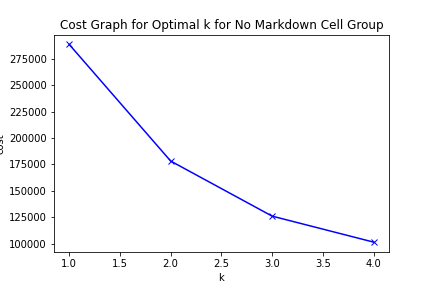 Cost Graph for Optimal k for No Markdown Cell Group
275000
250000
225000
200000
175000
150000
125000
100000
cost
1.0 1.5 2.0 2.5 3.0 3.5 4.0
k